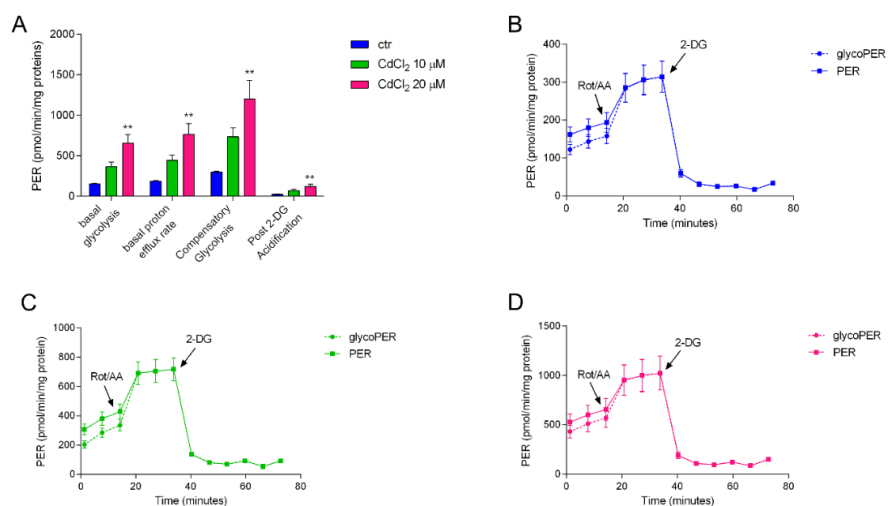 A
PER (pmol/min/mg proteins)
2000
1500
1000
500
0
**
**
**
**
basal
glycolysis
basal proton
efflux rate
Compensatory
Glycolysis
Post 2-DG
Acidification
ctr
CdCl₂ 10 μM
CdCl₂ 20 μM
B
PER (pmol/min/mg protein)
400
300
200
100
0
Rot/AA
2-DG
0 20 40 60 80
Time (minutes)
glycoPER
PER
C
PER (pmol/min/mg protein)
1000
800
600
400
200
0
Rot/AA
2-DG
0 20 40 60 80
Time (minutes)
glycoPER
PER
D
PER (pmol/min/mg protein)
1500
1000
500
0
Rot/AA
2-DG
0 20 40 60 80
Time (minutes)
glycoPER
PER